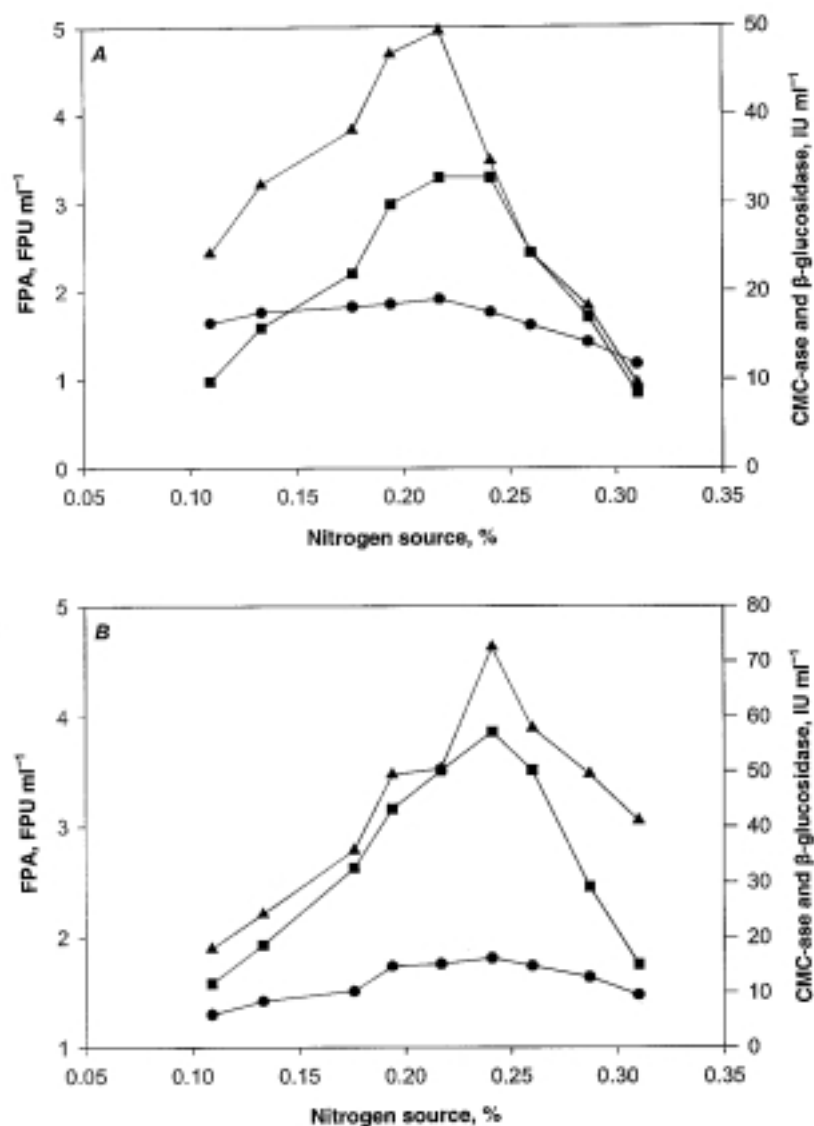 A
5
4
3
2
1
0
FPA, FPU ml⁻¹
50
40
30
20
10
0
CMC-ase and β-glucosidase, IU ml⁻¹
0.05 0.10 0.15 0.20 0.25 0.30 0.35
Nitrogen source, %
B
5
4
3
2
1
FPA, FPU ml⁻¹
80
70
60
50
40
30
20
10
0
CMC-ase and β-glucosidase, IU ml⁻¹
0.05 0.10 0.15 0.20 0.25 0.30 0.35
Nitrogen source, %